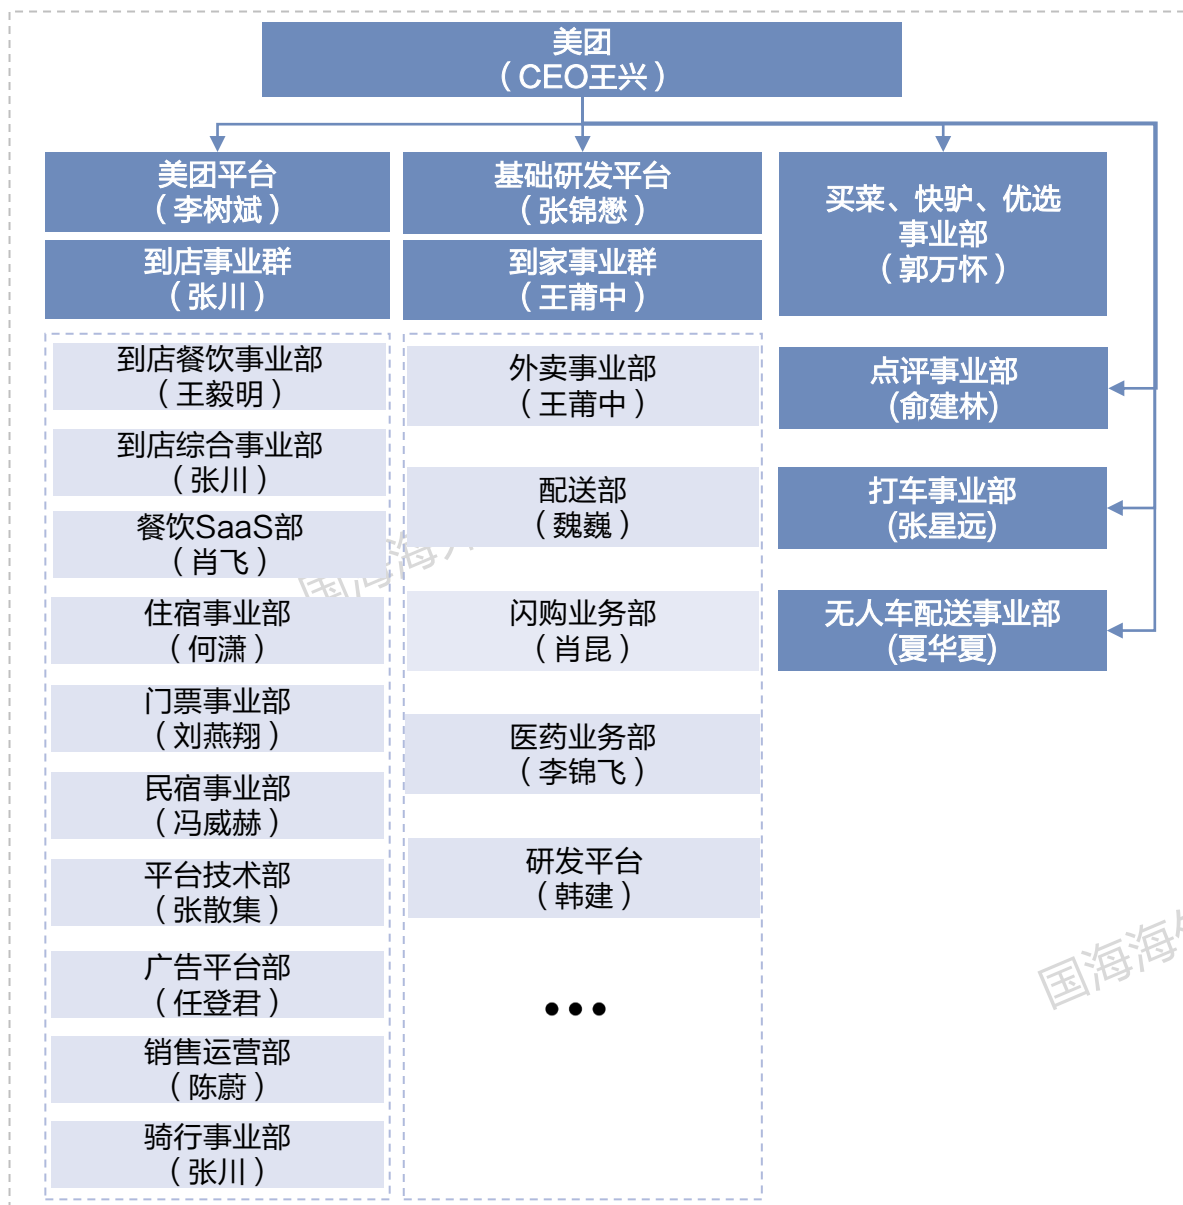 美团
（CEO王兴）
美团平台
（李树斌）
到店事业群
（张川）
到店餐饮事业部
（王毅明）
到店综合事业部
（张川）
餐饮SaaS部
（肖飞）
住宿事业部
（何潇）
门票事业部
（刘燕翔）
民宿事业部
（冯威赫）
平台技术部
（张散集）
广告平台部
（任登君）
销售运营部
（陈蔚）
骑行事业部
（张川）
基础研发平台
（张锦懋）
到家事业群
（王莆中）
外卖事业部
（王莆中）
配送部
（魏巍）
闪购业务部
（肖昆）
医药业务部
（李锦飞）
研发平台
（韩建）
•••
买菜、快驴、优选
事业部
（郭万怀）
点评事业部
(俞建林)
打车事业部
(张星远)
无人车配送事业部
(夏华夏)
国海海
国海海